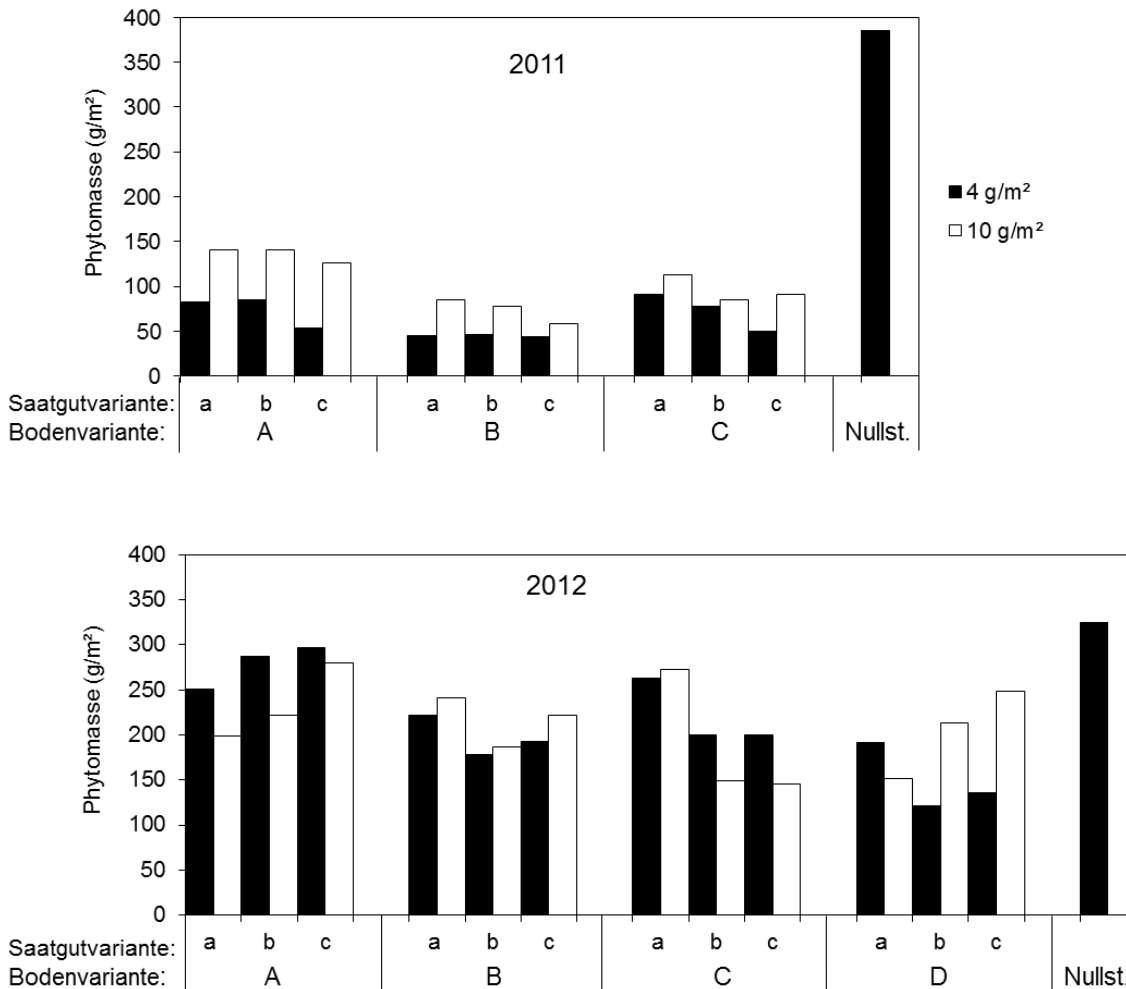 400
350
300
250
200
150
100
50
0
Phytomasse (g/m²)
2011
4 g/m²
10 g/m²
Saatgutvariante: a b c a b c a b c
Bodenvariante: A B C Nullst.
400
350
300
250
200
150
100
50
0
Phytomasse (g/m²)
2012
Saatgutvariante: a b c a b c a b c a b c
Bodenvariante: A B C D Nullst.